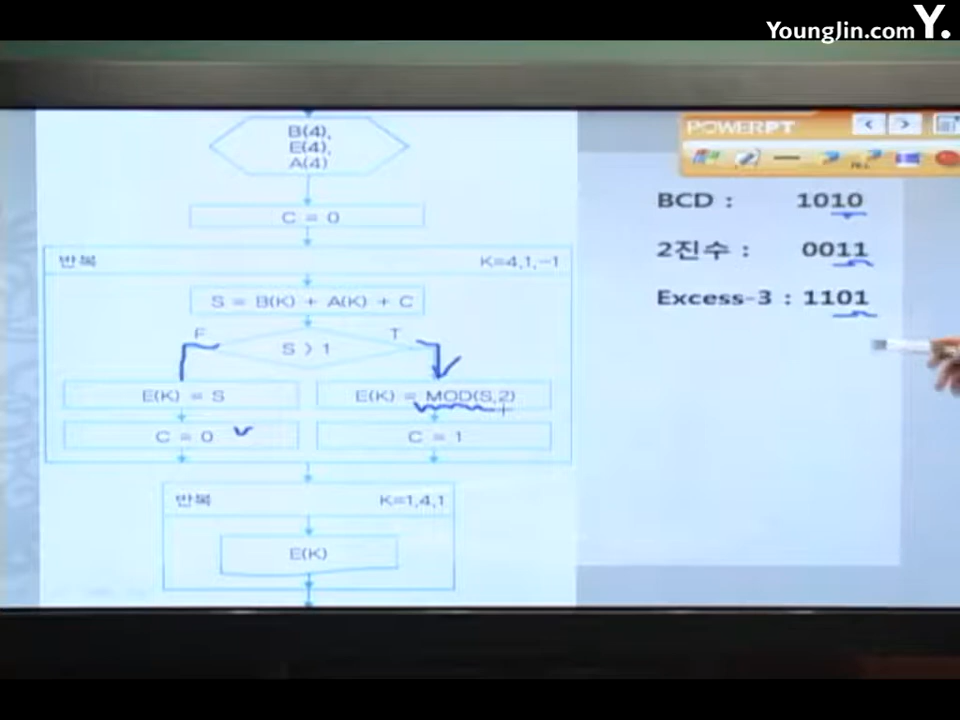 YoungJin.com Y.
B(4),
E(4),
A(4)
C = 0
반복 K=4,1,-1
S = B(K) + A(K) + C
F T
S > 1
E(K) = S E(K) = MOD(S,2)
C = 0 C = 1
반복 K=1,4,1
E(K)
POWERPT
BCD : 1010
2진수 : 0011
Excess-3 : 1101